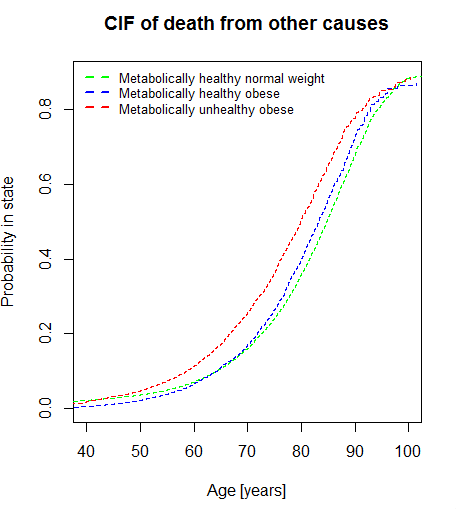 CIF of death from other causes
Metabolically healthy normal weight
Metabolically healthy obese
Metabolically unhealthy obese
Probability in state
0.8
0.6
0.4
0.2
0.0
40 50 60 70 80 90 100
Age [years]